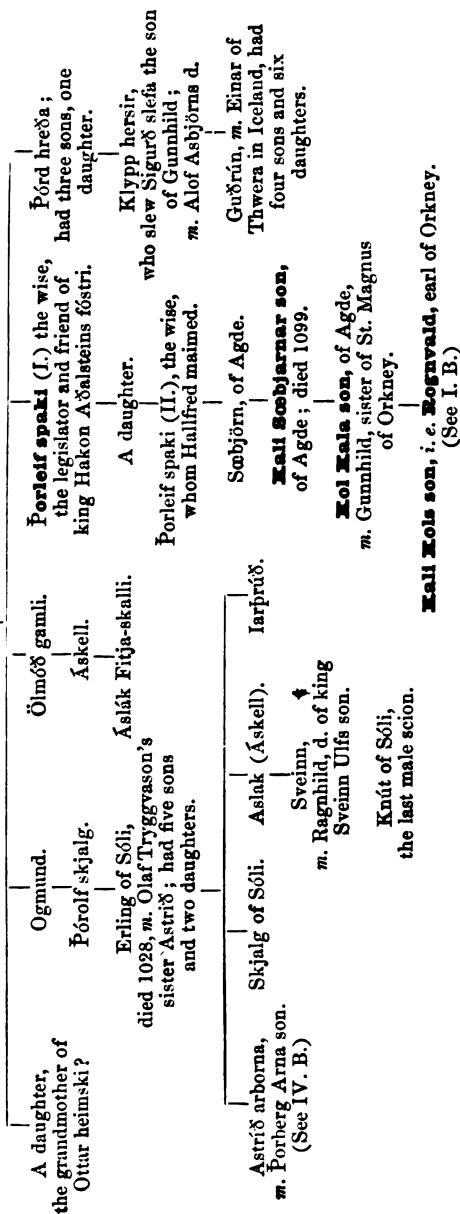 A daughter,
the grandmother of
Ottar heimski?
Ogmund.
Þórolf skjalg.
Erling of Sóli,
died 1028, m. Olaf Tryggvason's
sister Astríð; had five sons
and two daughters.
Astríð arborna,
m. Þorberg Arna son.
(See IV. B.)
Skjalg of Sóli.
Aslak (Áskell).
Sveinn,
m. Ragnhild, d. of king
Sveinn Ulfs son.
Knút of Sóli,
the last male scion.
Iarþrúð.
Ölmóð gamli.
Áskell.
Áslák Fitja-skalli.
Þorleif spaki (I.) the wise,
the legislator and friend of
king Hakon Aðalsteins fóstri.
A daughter.
Þorleif spaki (II.), the wise,
whom Hallfred maimed.
Sœbjörn, of Agde.
Kali Sœbjarnar son,
of Agde; died 1099.
Kol Kala son, of Agde,
m. Gunnhild, sister of St. Magnus
of Orkney.
Kali Kols son, i.e. Rognvald, earl of Orkney.
(See I. B.)
Þórd hreða;
had three sons, one
daughter.
Klypp hersir,
who slew Sigurð slefa the son
of Gunnhild;
m. Alof Asbjörns d.
Guðrún, m. Einar of
Thwera in Iceland, had
four sons and six
daughters.